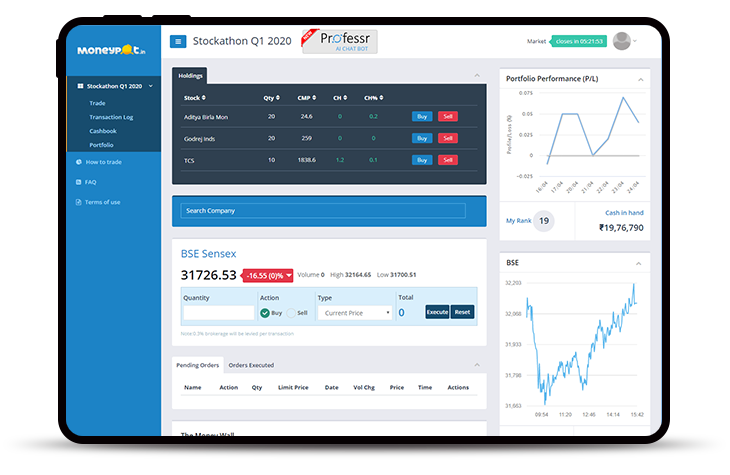 moneyp t.in
Stockathon Q1 2020
Trade
Transaction Log
Cashbook
Portfolio
How to trade
FAQ
Terms of use
Stockathon Q1 2020
NEW
Professr
AI CHAT BOT
Market closes in 05:21:53
Holdings
Stock Qty CMP CH CH%
Aditya Birla Mon 20 24.6 0 0.2 Buy Sell
Godrej Inds 20 259 0 0 Buy Sell
TCS 10 1838.6 1.2 0.1 Buy Sell
Search Company
BSE Sensex
31726.53 -16.55 (0)% Volume 0 High 32164.65 Low 31700.51
Quantity Action Type Total
Buy Sell Current Price 0 Execute Reset
Note:0.3% brokerage will be levied per transaction
Pending Orders Orders Executed
Name Action Qty Limit Price Date Vol Chg Price Time Actions
The Money Wall
Portfolio Performance (P/L)
Profile/Loss (%)
0.075
0.05
0.025
0
-0.025
16/04 17/04 20/04 21/04 22/04 23/04 24/04
My Rank 19
Cash in hand
₹19,76,790
BSE
32,203
32,068
31,933
31,798
31,663
09:54 11:20 12:46 14:14 15:42